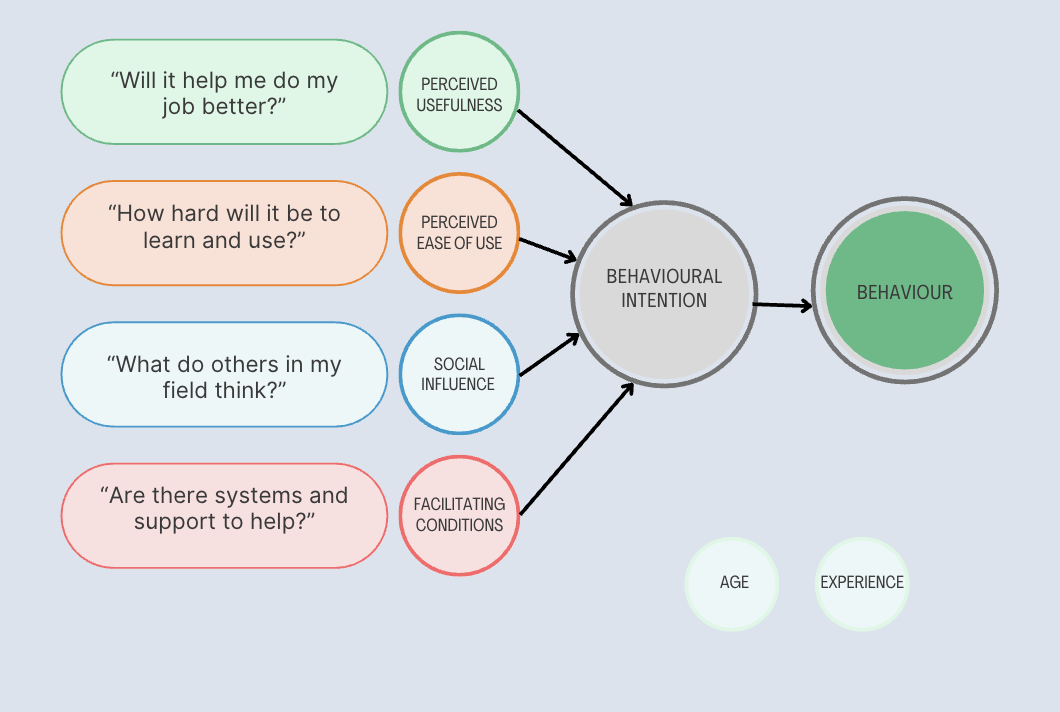 “Will it help me do my
job better?”
PERCEIVED
USEFULNESS
“How hard will it be to
learn and use?”
PERCEIVED
EASE OF USE
BEHAVIOURAL
INTENTION
BEHAVIOUR
“What do others in my
field think?”
SOCIAL
INFLUENCE
“Are there systems and
support to help?”
FACILITATING
CONDITIONS
AGE
EXPERIENCE